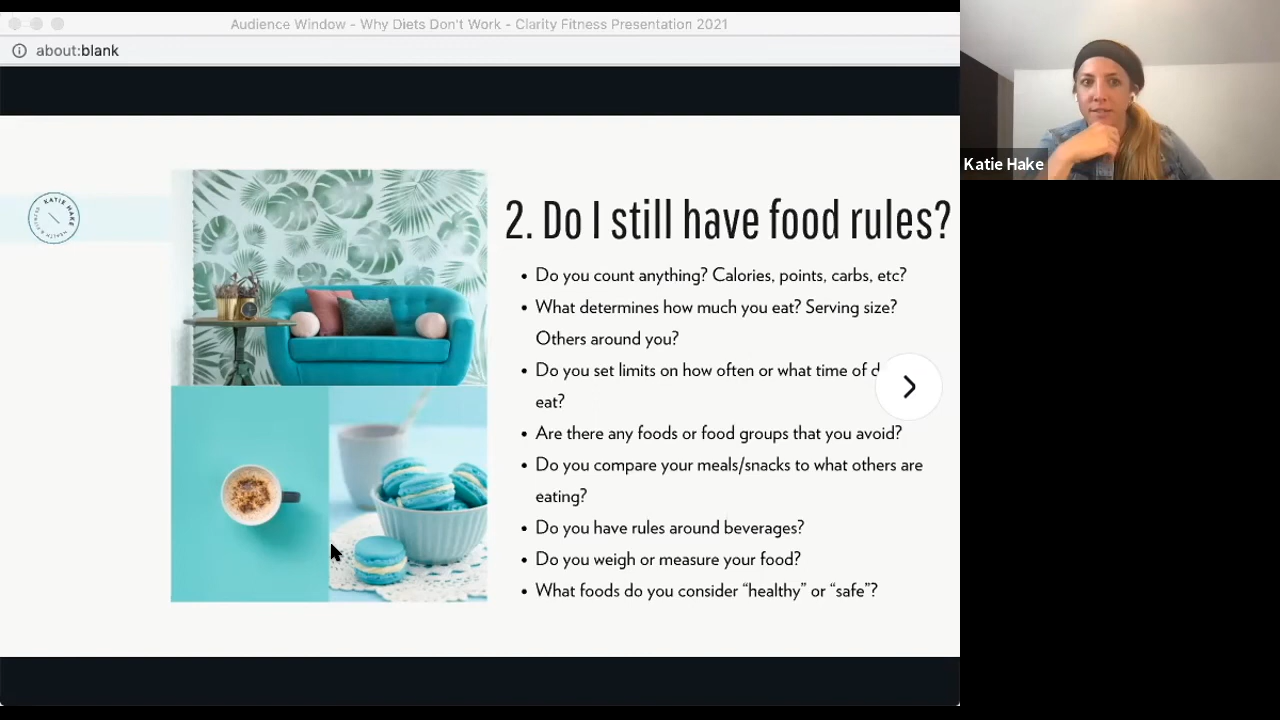 Audience Window - Why Diets Don't Work - Clarity Fitness Presentation 2021
about:blank
KATIE HAKE
HEALTH & FITNESS
2. Do I still have food rules?
• Do you count anything? Calories, points, carbs, etc?
• What determines how much you eat? Serving size?
Others around you?
• Do you set limits on how often or what time of
eat?
• Are there any foods or food groups that you avoid?
• Do you compare your meals/snacks to what others are
eating?
• Do you have rules around beverages?
• Do you weigh or measure your food?
• What foods do you consider “healthy” or “safe”?
Katie Hake